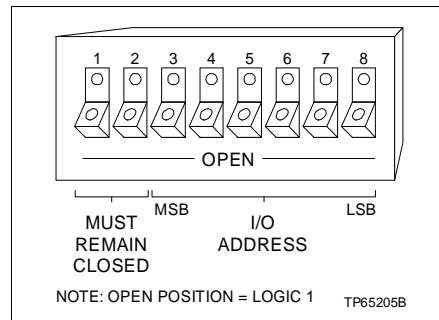 1 2 3 4 5 6 7 8
OPEN
MUST
REMAIN
CLOSED
MSB
I/O
ADDRESS
LSB
NOTE: OPEN POSITION = LOGIC 1
TP65205B